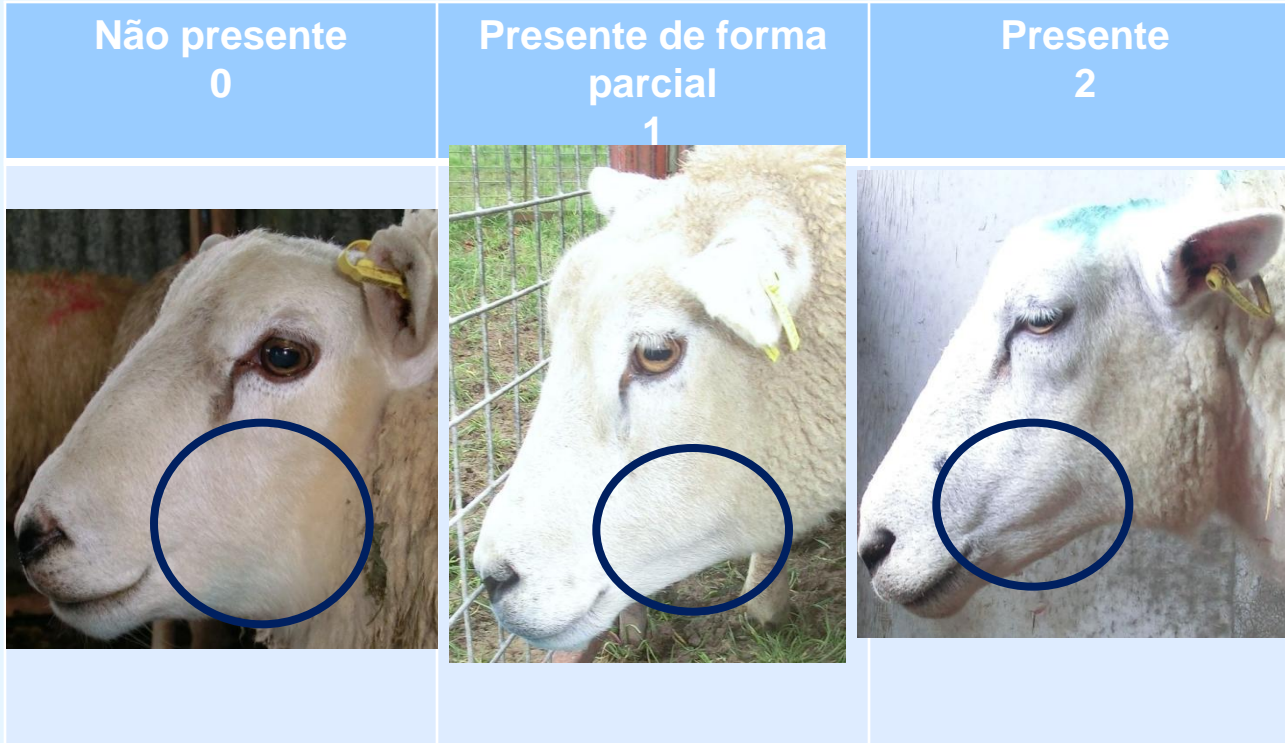 Não presente
0
Presente de forma
parcial
1
Presente
2